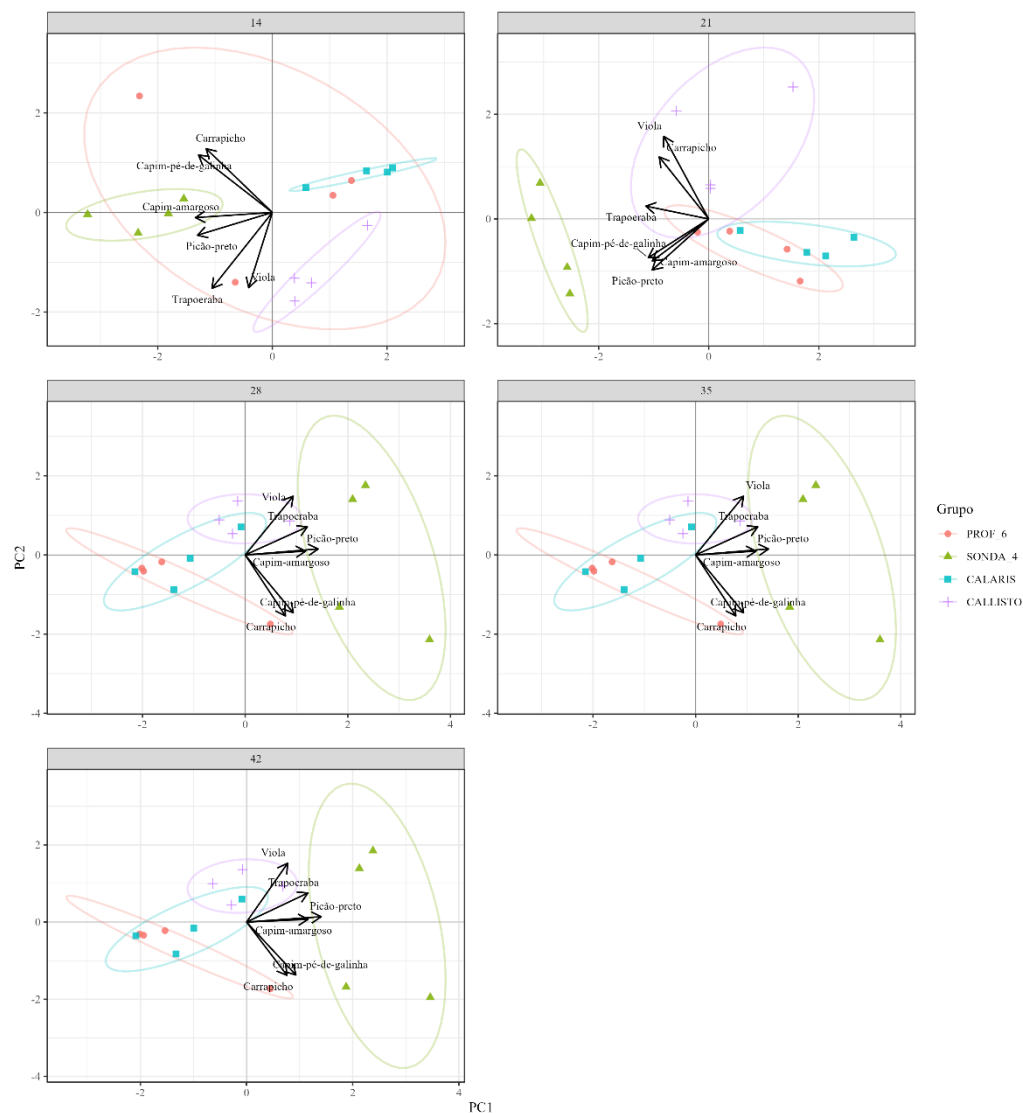 14
21
Carrapicho
Capim-pé-de-galinha
Capim-amargoso
Picão-preto
Viola
Trapoeraba
2
0
-2
-2
0
2
Viola
Carrapicho
Trapoeraba
Capim-pé-de-galinha
Capim-amargoso
Picão-preto
2
0
-2
-2
0
2
28
35
Viola
Trapoeraba
Picão-preto
Capim-amargoso
Capim-pé-de-galinha
Carrapicho
2
0
-2
-4
-2
0
2
4
Viola
Trapoeraba
Picão-preto
Capim-amargoso
Capim-pé-de-galinha
Carrapicho
-2
0
2
4
Grupo
PROF_6
SONDA_4
CALARIS
CALLISTO
PC2
42
Viola
Trapoeraba
Picão-preto
Capim-amargoso
Capim-pé-de-galinha
Carrapicho
2
0
-2
-4
-2
0
2
4
PC1